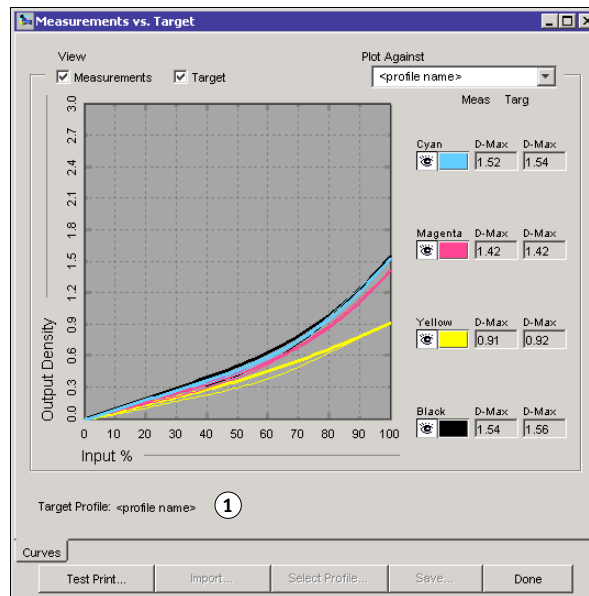 Measurements vs. Target
View
Plot Against
Measurements
Target
<profile name>
Meas Targ
3.0
2.7
2.4
2.1
1.8
1.5
1.2
0.9
0.6
0.3
0.0
Output Density
0 10 20 30 40 50 60 70 80 90 100
Input %
Cyan D-Max D-Max
1.52 1.54
Magenta D-Max D-Max
1.42 1.42
Yellow D-Max D-Max
0.91 0.92
Black D-Max D-Max
1.54 1.56
Target Profile: <profile name> 1
Curves
Test Print... Import... Select Profile... Save... Done